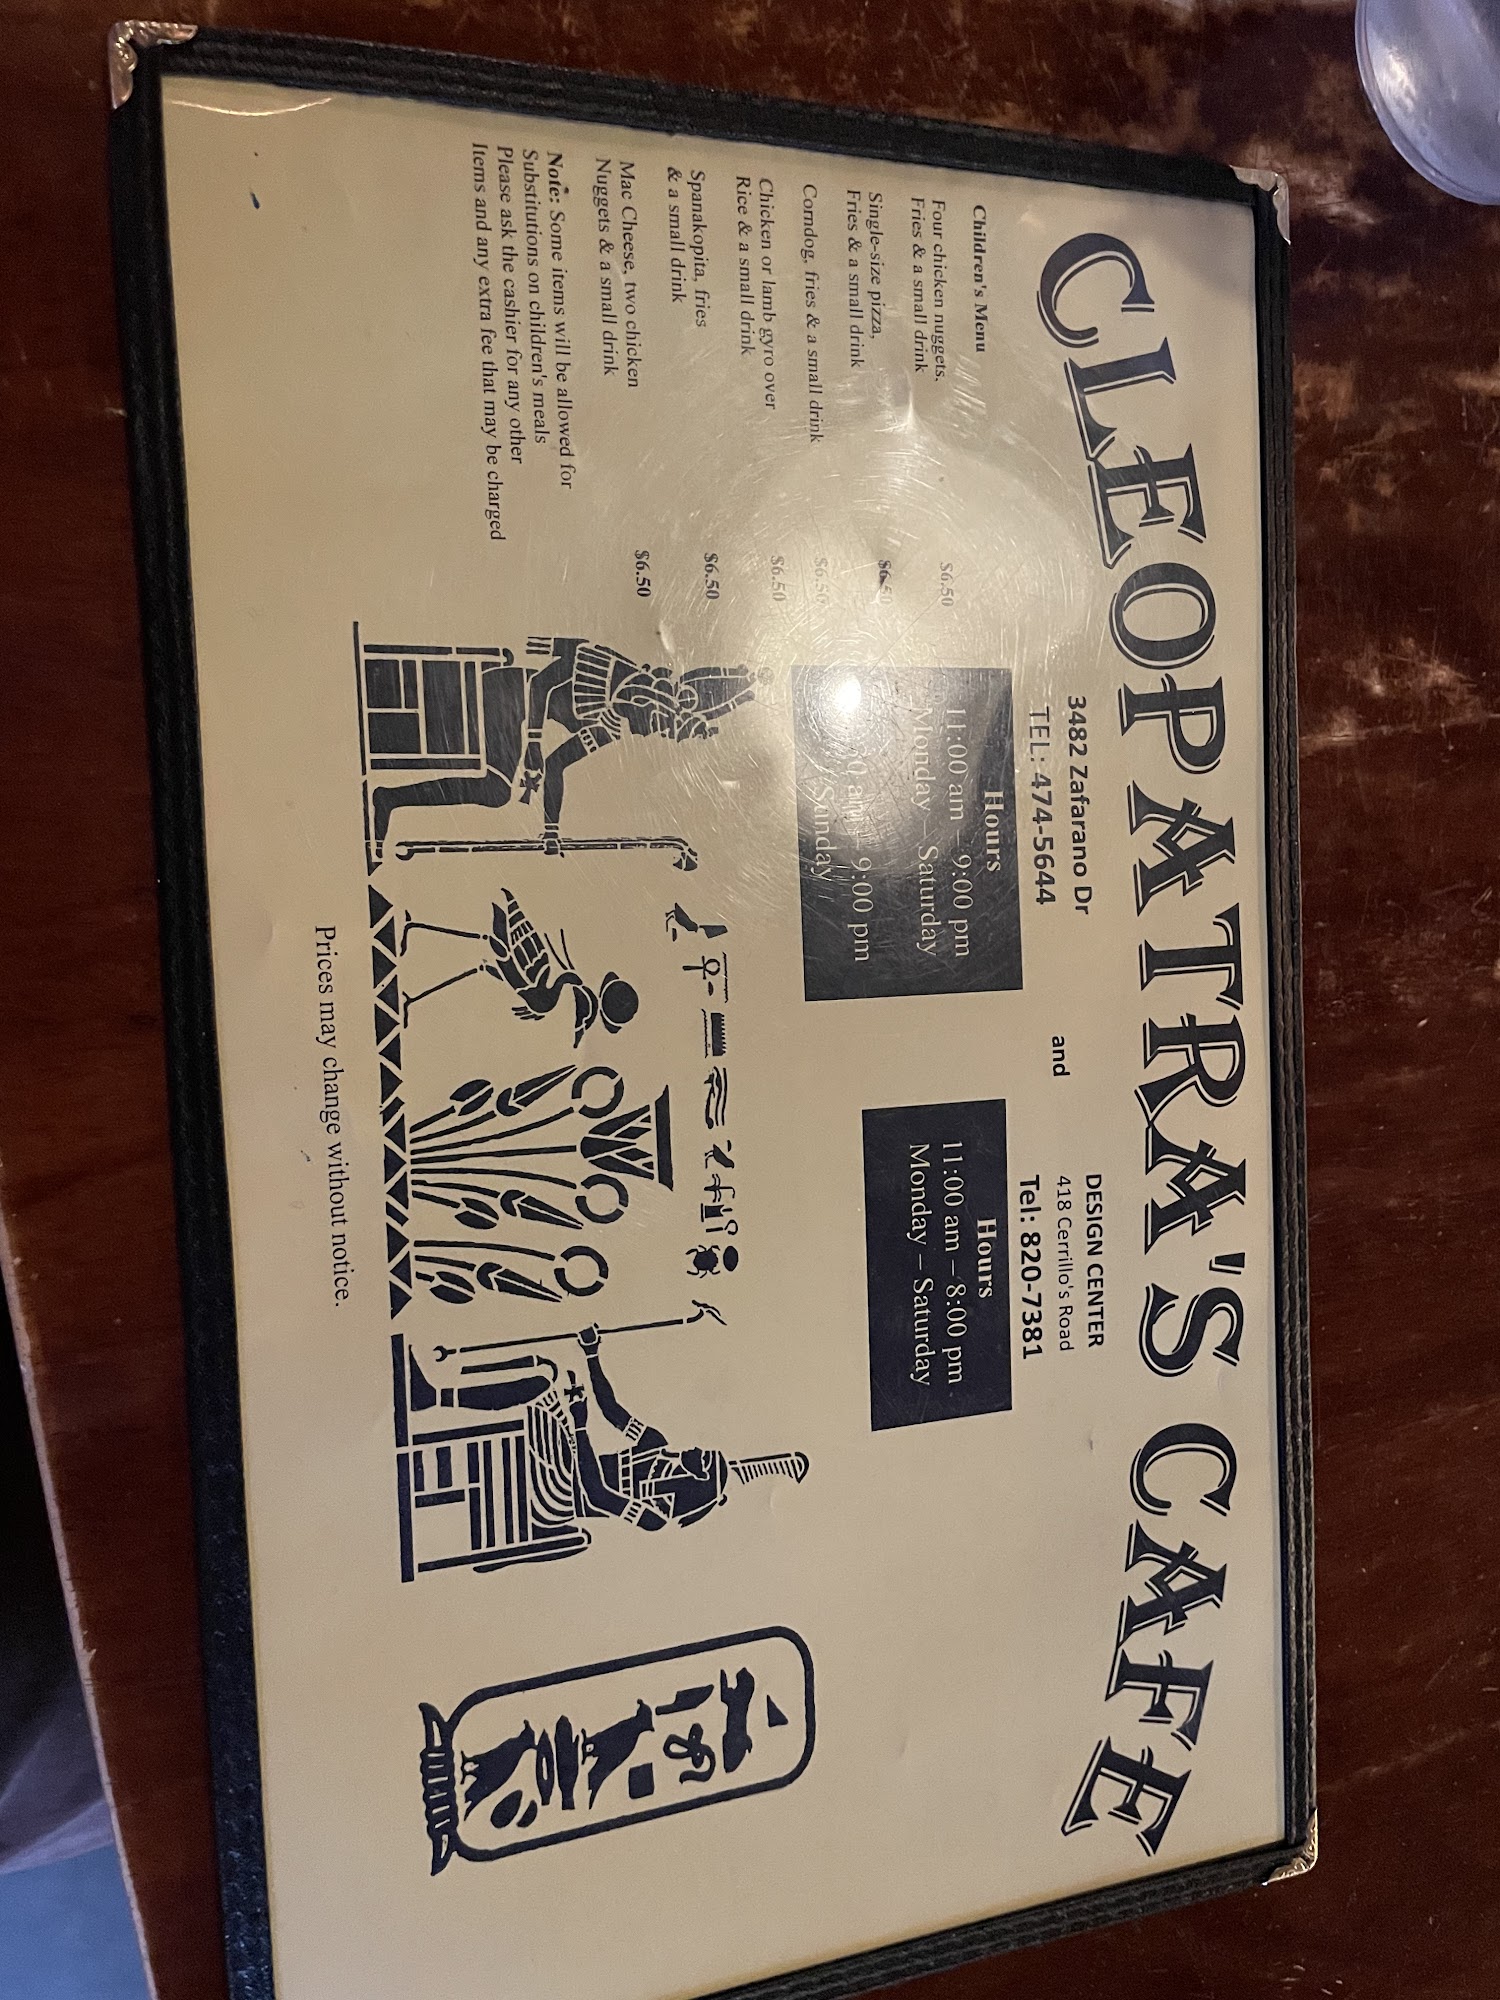 CLEOPATRA'S CAFE
3482 Zafarano Dr
TEL: 474-5644
and
DESIGN CENTER
418 Cerrillo's Road
Tel: 820-7381
Hours
11:00 am – 9:00 pm
Monday – Saturday
am – 9:00 pm
Sunday
Hours
11:00 am – 8:00 pm
Monday – Saturday
Children's Menu
Four chicken nuggets, $6.50
Fries & a small drink
Single-size pizza, $6.50
Fries & a small drink
Corndog, fries & a small drink $6.50
Chicken or lamb gyro over $6.50
Rice & a small drink
Spanakopita, fries $6.50
& a small drink
Mac Cheese, two chicken $6.50
Nuggets & a small drink
Note: Some items will be allowed for
Substitutions on children's meals
Please ask the cashier for any other
Items and any extra fee that may be charged
Prices may change without notice.